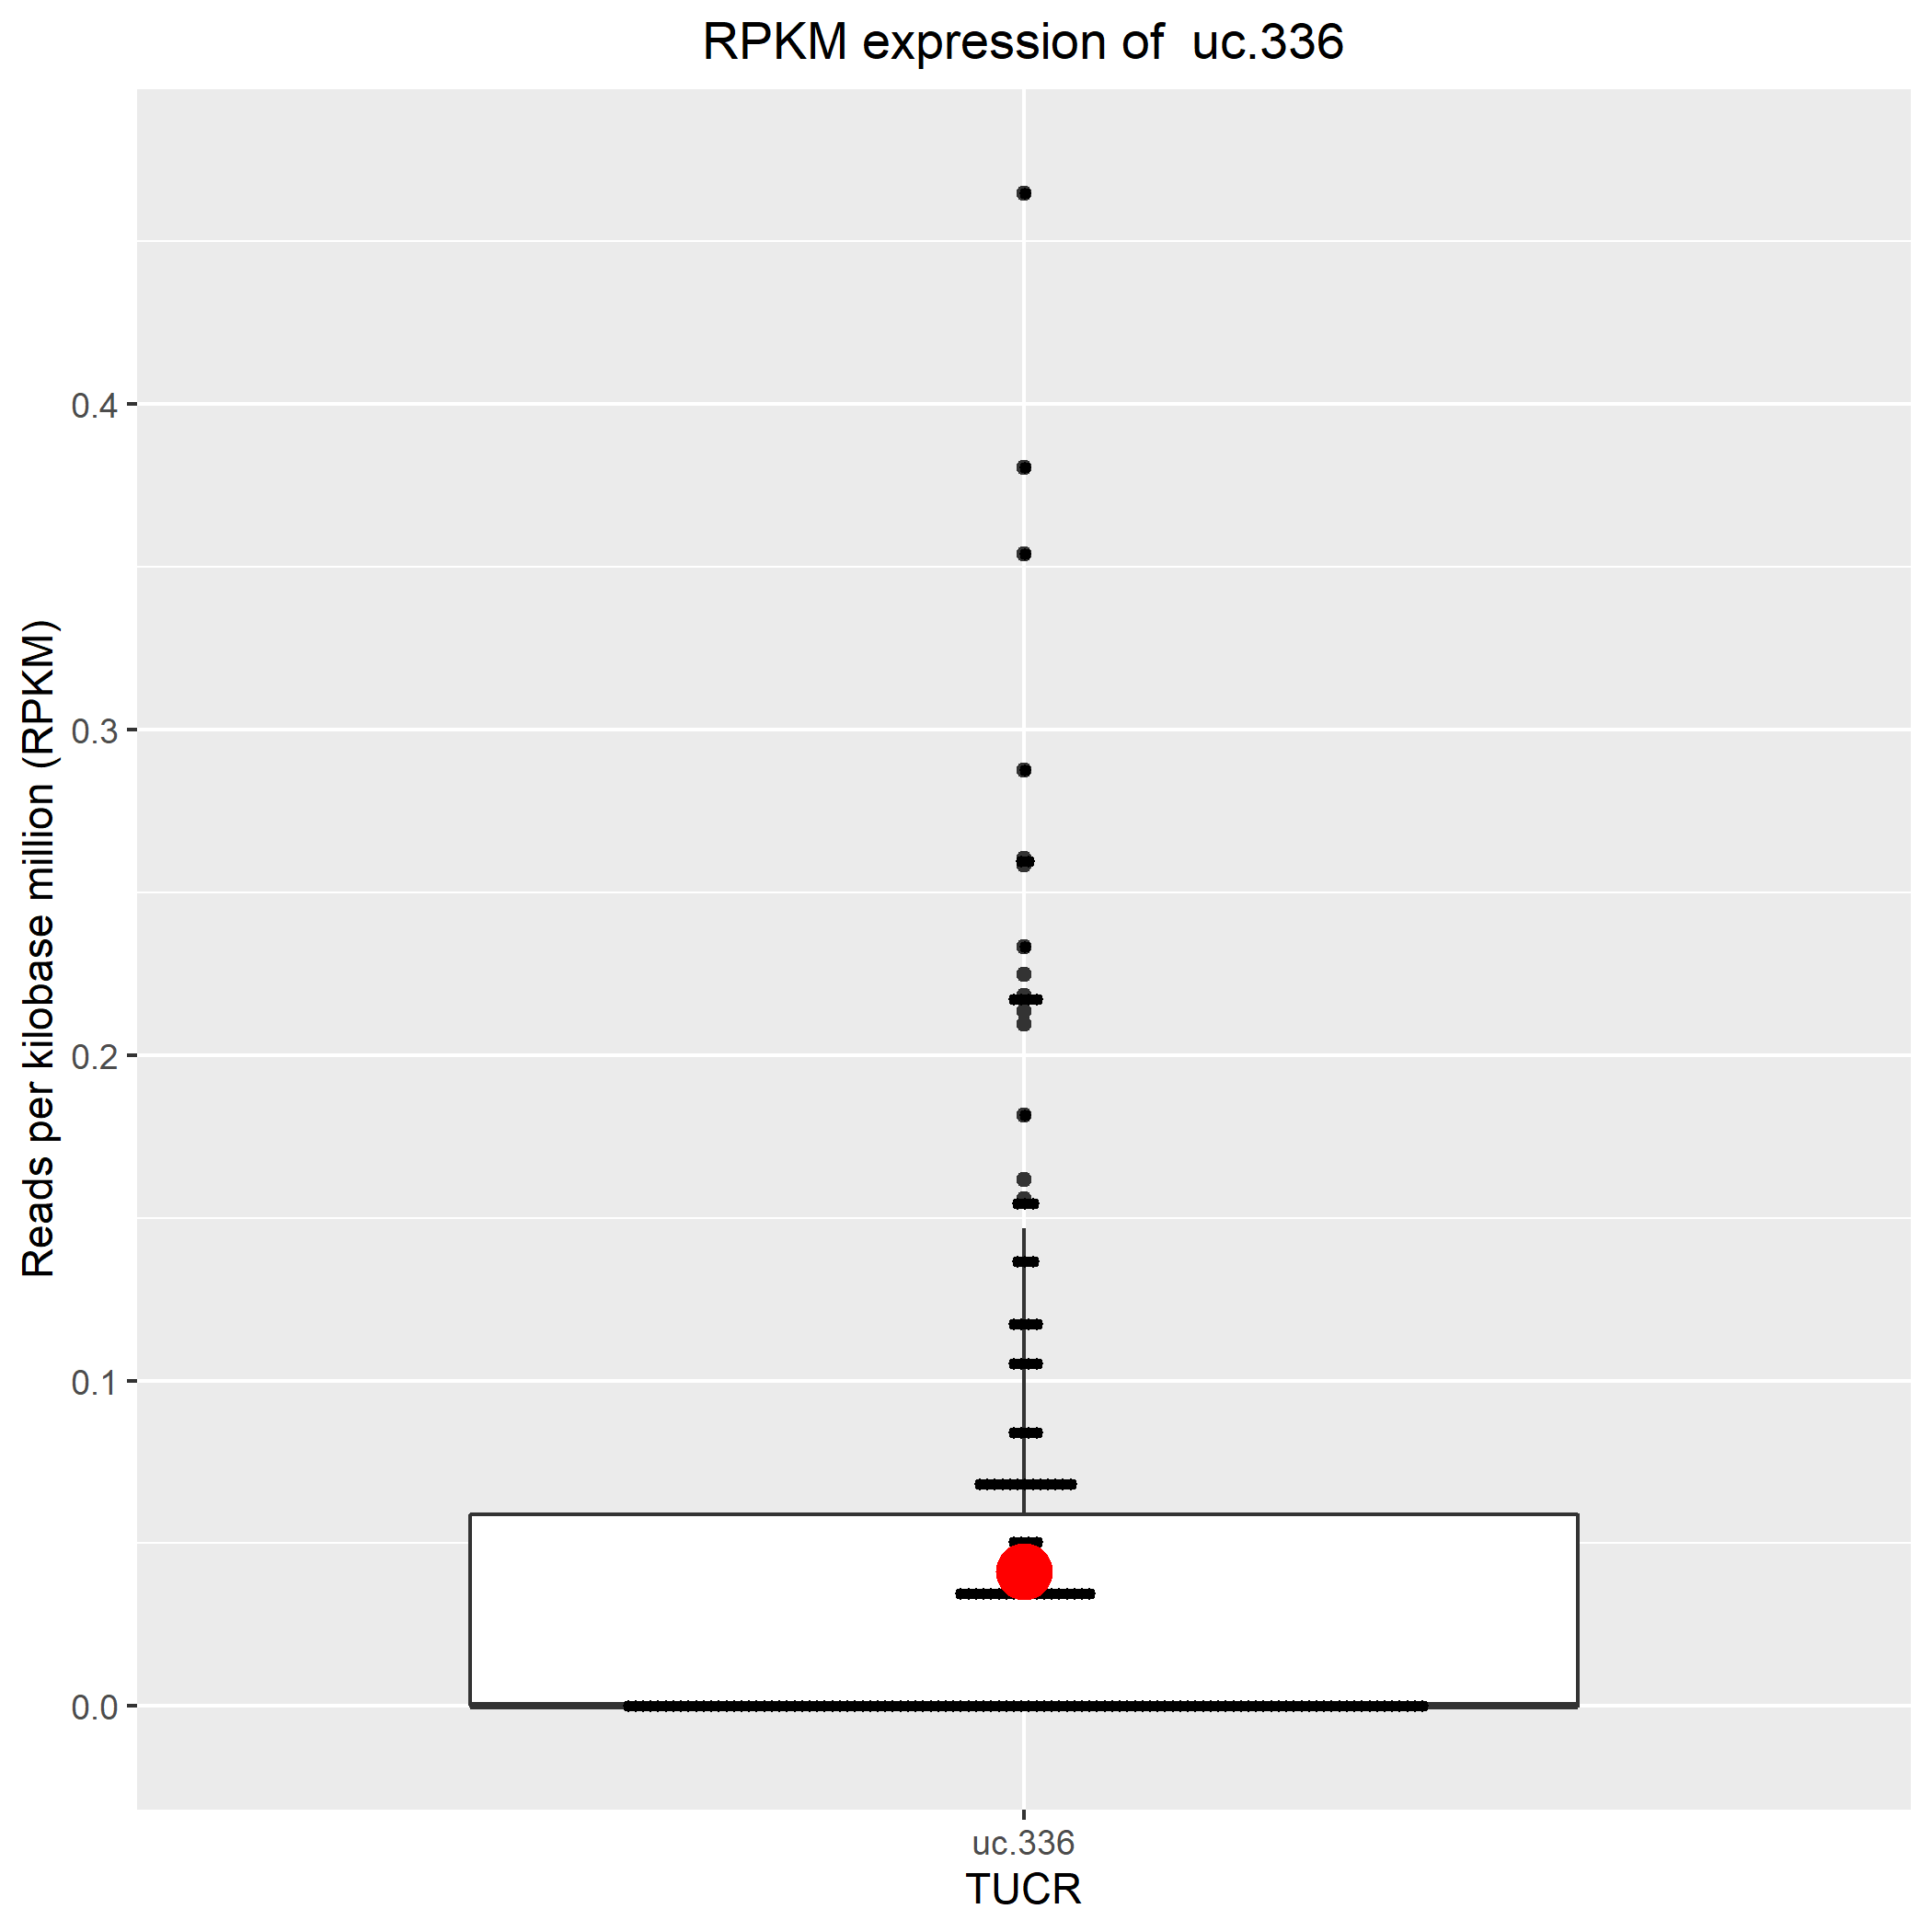 RPKM expression of  uc.336
Reads per kilobase million (RPKM)
0.4
0.3
0.2
0.1
0.0
uc.336
TUCR